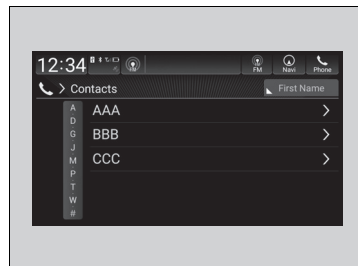 12:34
FM Navi Phone
> Contacts First Name
A
D
G
J
M
P
T
W
#
AAA >
BBB >
CCC >